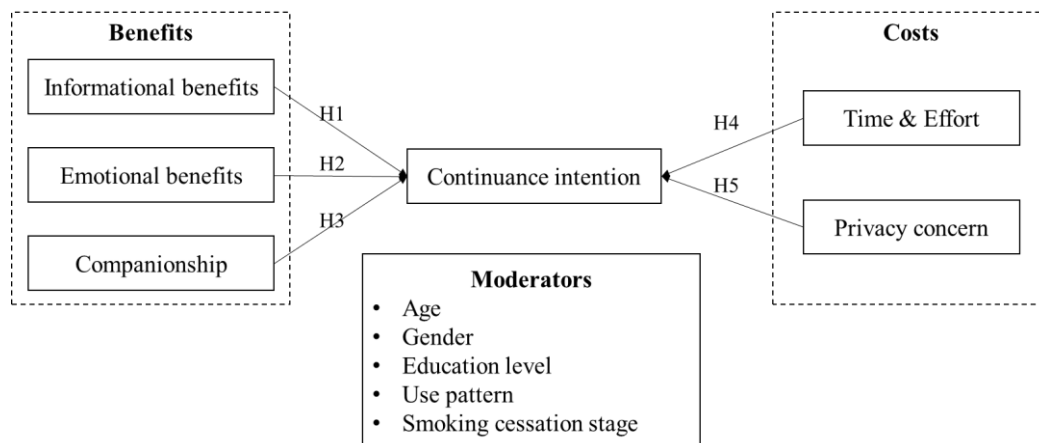 Benefits
Informational benefits
Emotional benefits
Companionship
H1
H2
H3
Continuance intention
Moderators
• Age
• Gender
• Education level
• Use pattern
• Smoking cessation stage
H4
H5
Costs
Time & Effort
Privacy concern